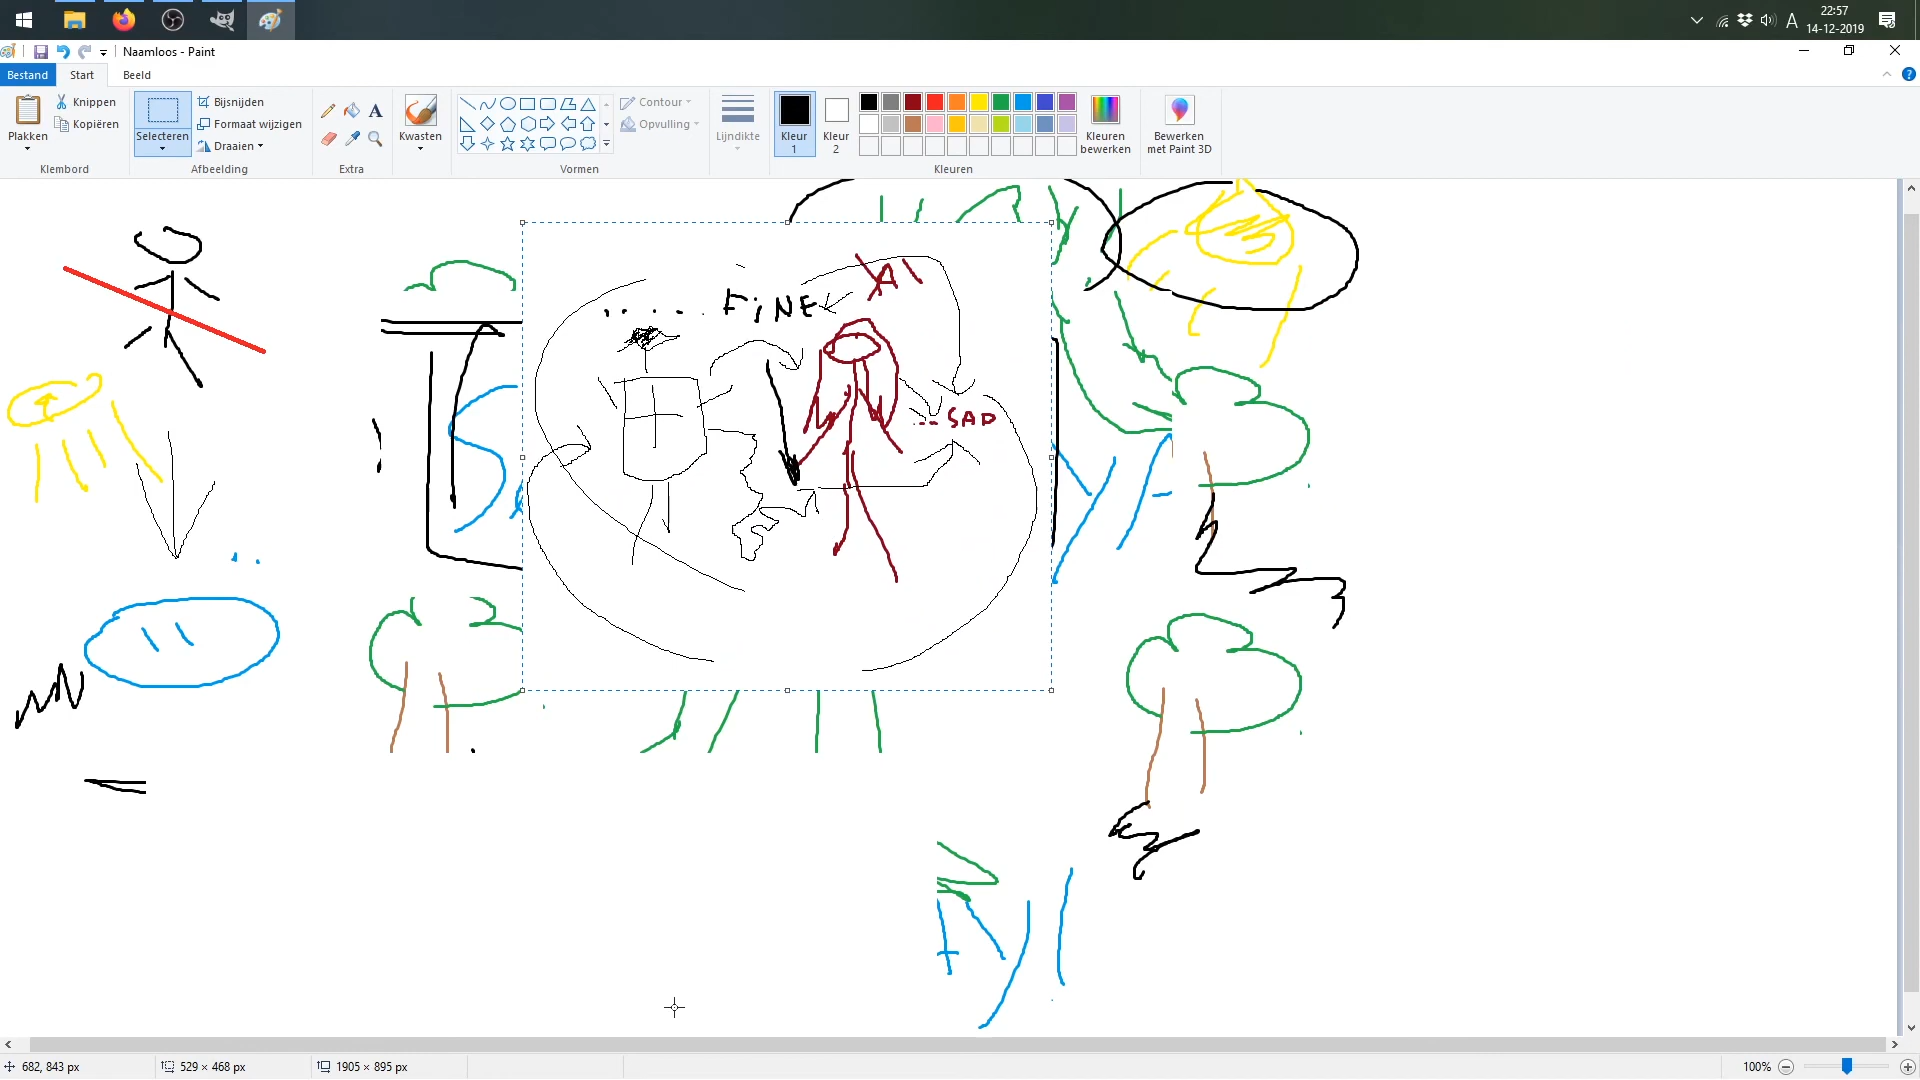 22:57
A
14-12-2019
Naamloos - Paint
Bestand Start Beeld
Plakken
Knippen
Kopiëren
Klembord
Selecteren
Bijsnijden
Formaat wijzigen
Draaien
Afbeelding
A
Extra
Kwasten
Contour
Opvulling
Vormen
Lijndikte
Kleur 1
Kleur 2
Kleuren bewerken
Kleuren
Bewerken met Paint 3D
..... FiNE
...SAD
682, 843 px
529 × 468 px
1905 × 895 px
100%